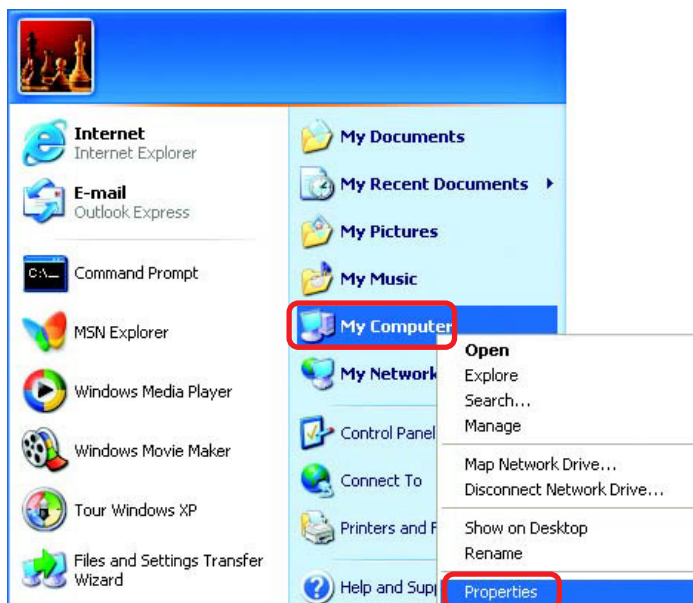 Internet
Internet Explorer
E-mail
Outlook Express
C:\_
Command Prompt
MSN Explorer
Windows Media Player
Windows Movie Maker
Tour Windows XP
Files and Settings Transfer
Wizard
My Documents
My Recent Documents
My Pictures
My Music
My Computer
My Network
Control Panel
Connect To
Printers and F
Help and Supp
Open
Explore
Search...
Manage
Map Network Drive...
Disconnect Network Drive...
Show on Desktop
Rename
Properties